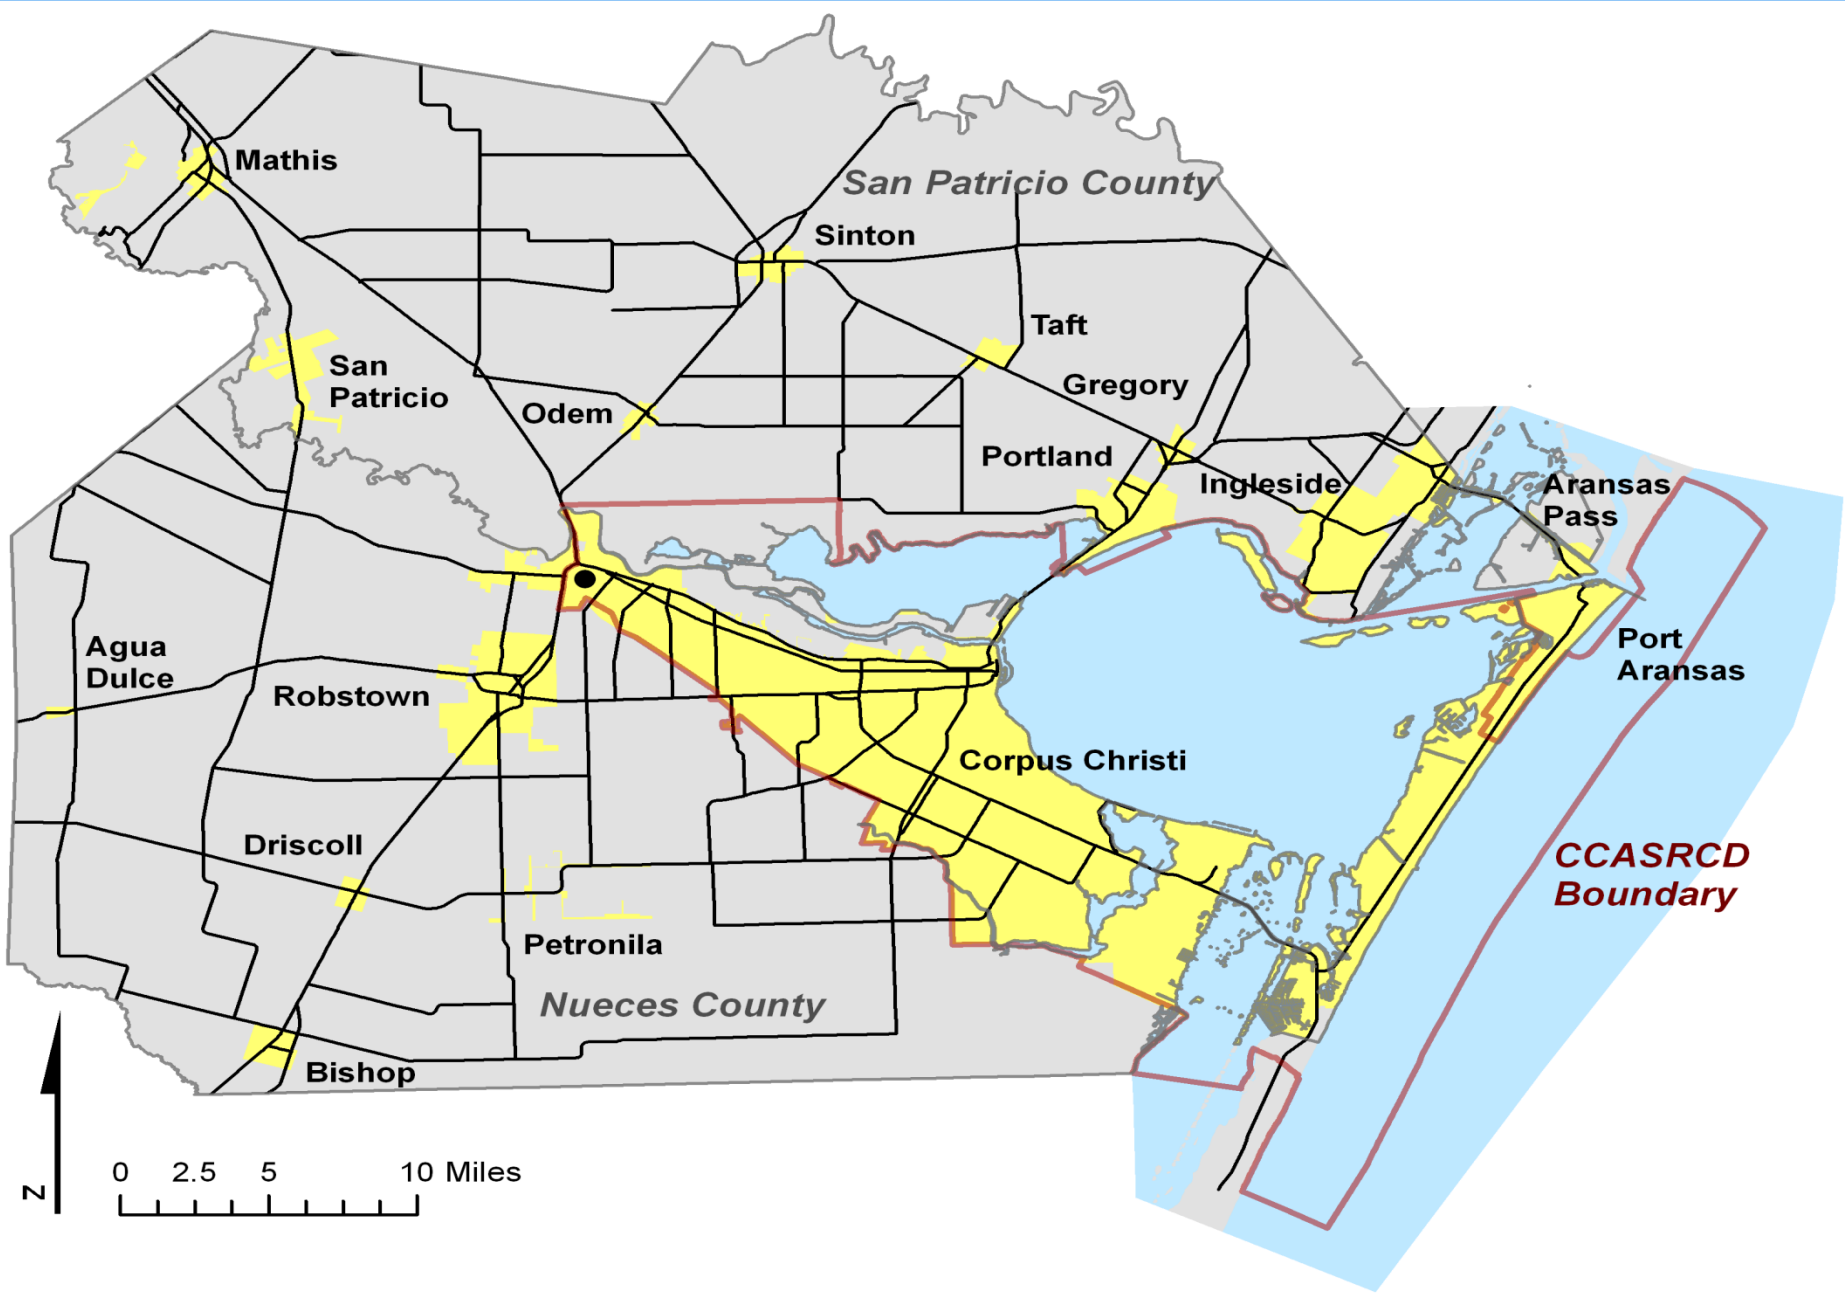 Mathis
San Patricio County
Sinton
Taft
San
Patricio
Gregory
Odem
Portland
Ingleside
Aransas
Pass
Agua
Dulce
Port
Aransas
Robstown
Corpus Christi
Driscoll
CCASRCD
Boundary
Petronila
Nueces County
Bishop
0 2.5 5 10 Miles
N